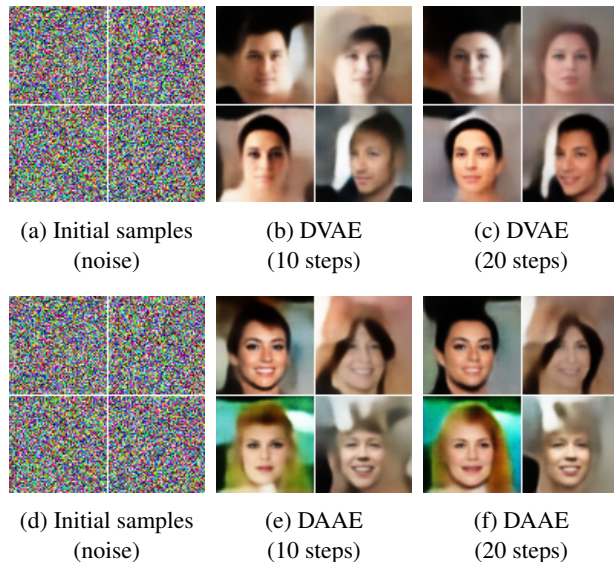 (a) Initial samples
(noise)
(b) DVAE
(10 steps)
(c) DVAE
(20 steps)
(d) Initial samples
(noise)
(e) DAAE
(10 steps)
(f) DAAE
(20 steps)